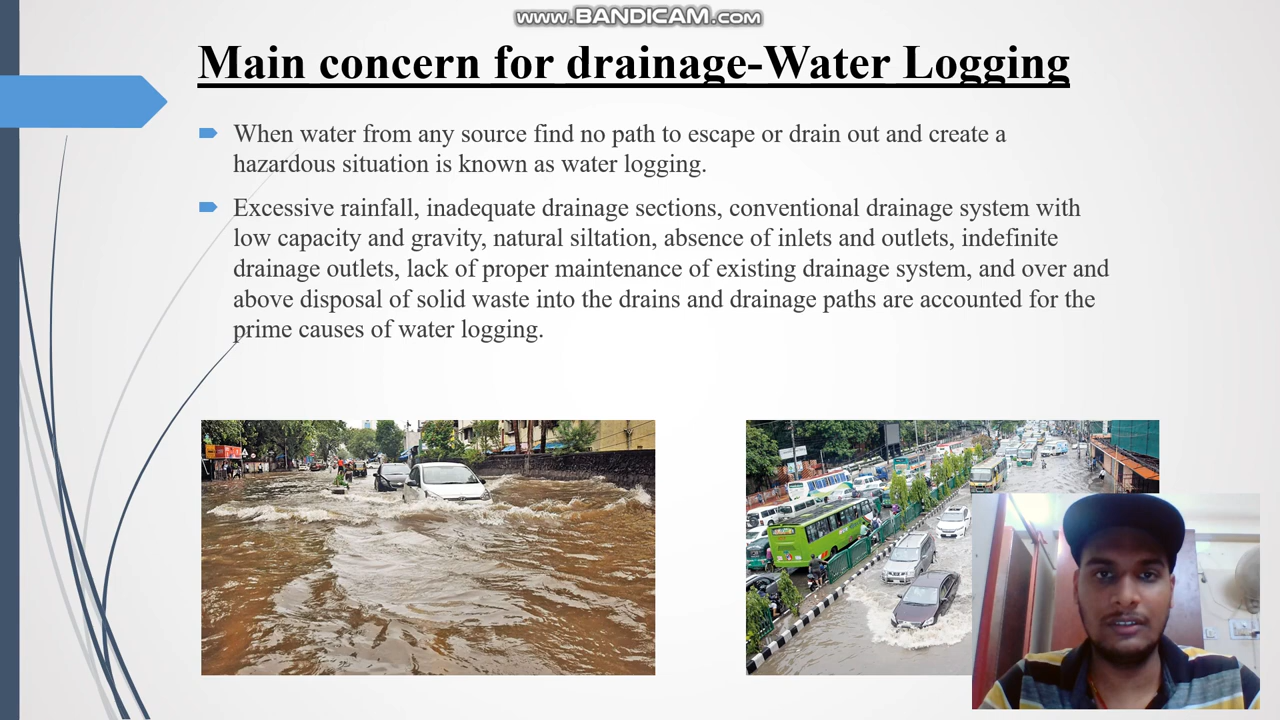 www.BANDICAM.com
Main concern for drainage-Water Logging
When water from any source find no path to escape or drain out and create a
hazardous situation is known as water logging.
Excessive rainfall, inadequate drainage sections, conventional drainage system with
low capacity and gravity, natural siltation, absence of inlets and outlets, indefinite
drainage outlets, lack of proper maintenance of existing drainage system, and over and
above disposal of solid waste into the drains and drainage paths are accounted for the
prime causes of water logging.